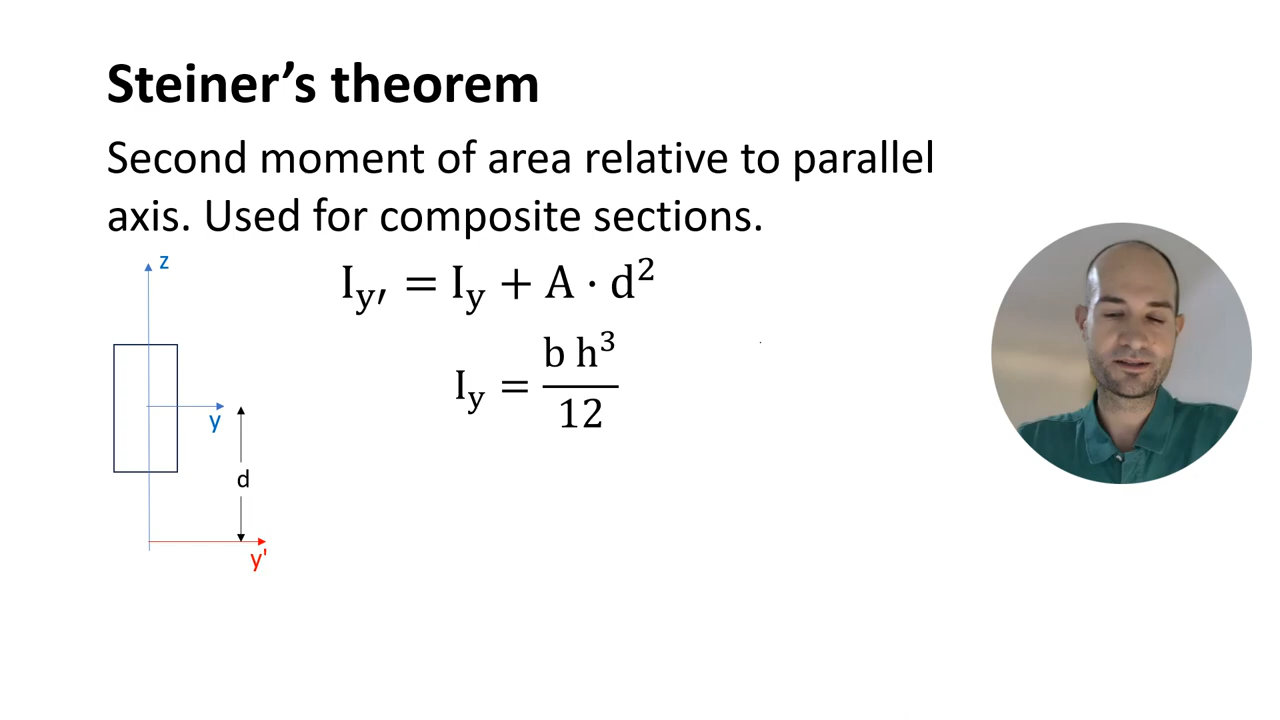 Steiner’s theorem
Second moment of area relative to parallel
axis. Used for composite sections.
z
I_y′ = I_y + A · d²
I_y = b h³ / 12
y
d
y'